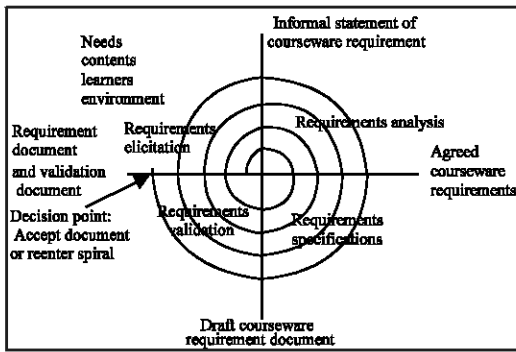 Informal statement of
courseware requirement
Needs
contents
learners
environment
Requirement
document
and validation
document
Requirements
elicitation
Requirements analysis
Agreed
courseware
requirements
Decision point:
Accept document
or reenter spiral
Requirements
validation
Requirements
specifications
Draft courseware
requirement document